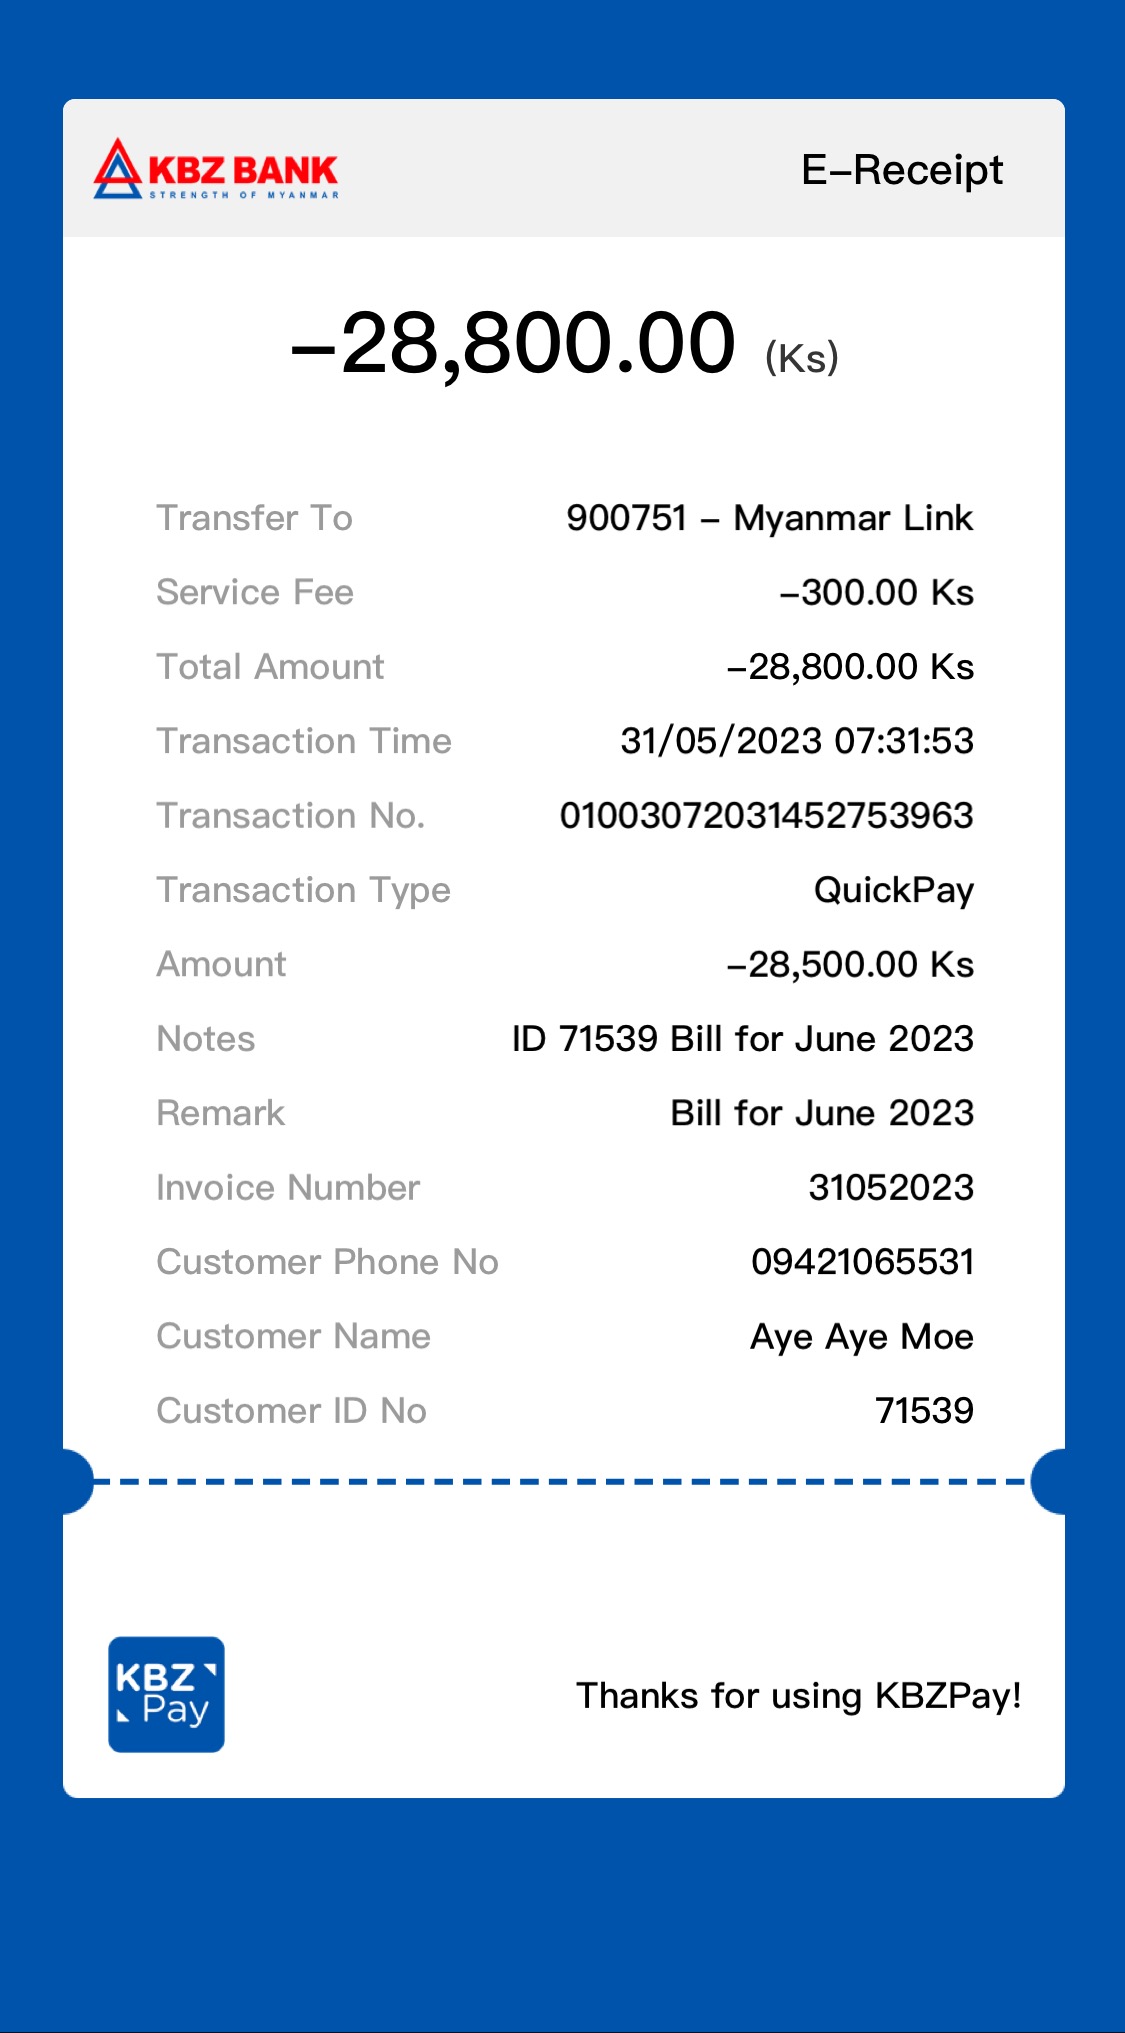 KBZ BANK
STRENGTH OF MYANMAR
E-Receipt
-28,800.00 (Ks)
Transfer To 900751 - Myanmar Link
Service Fee -300.00 Ks
Total Amount -28,800.00 Ks
Transaction Time 31/05/2023 07:31:53
Transaction No. 01003072031452753963
Transaction Type QuickPay
Amount -28,500.00 Ks
Notes ID 71539 Bill for June 2023
Remark Bill for June 2023
Invoice Number 31052023
Customer Phone No 09421065531
Customer Name Aye Aye Moe
Customer ID No 71539
KBZ
Pay
Thanks for using KBZPay!